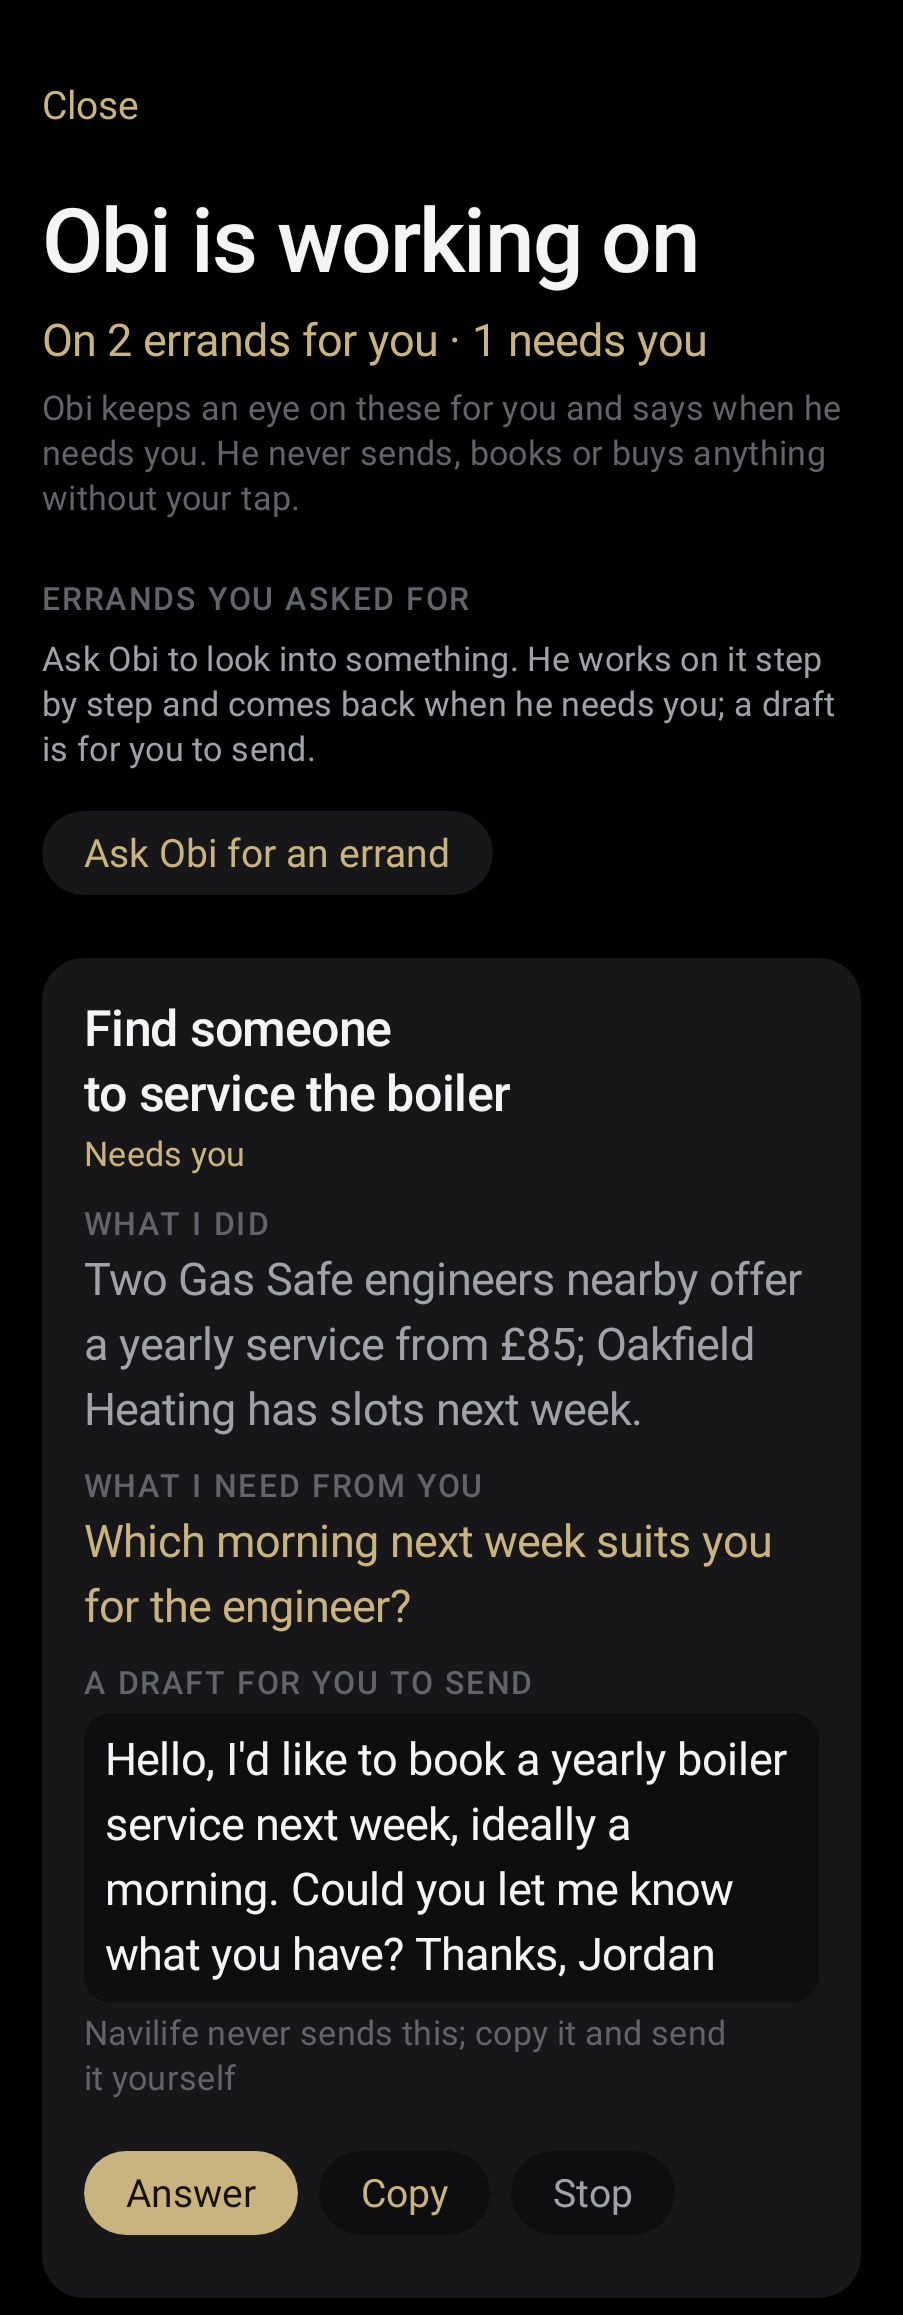 Close
Obi is working on
On 2 errands for you · 1 needs you
Obi keeps an eye on these for you and says when he
needs you. He never sends, books or buys anything
without your tap.
ERRANDS YOU ASKED FOR
Ask Obi to look into something. He works on it step
by step and comes back when he needs you; a draft
is for you to send.
Ask Obi for an errand
Find someone
to service the boiler
Needs you
WHAT I DID
Two Gas Safe engineers nearby offer
a yearly service from £85; Oakfield
Heating has slots next week.
WHAT I NEED FROM YOU
Which morning next week suits you
for the engineer?
A DRAFT FOR YOU TO SEND
Hello, I'd like to book a yearly boiler
service next week, ideally a
morning. Could you let me know
what you have? Thanks, Jordan
Navilife never sends this; copy it and send
it yourself
Answer
Copy
Stop